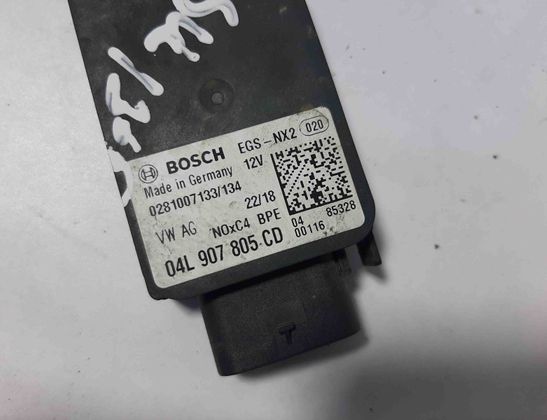 BOSCH EGS-NX2 020
Made in Germany 12V
0281007133/134 22/18
VW AG NOxC4 BPE 04 85328
04L 907 805 CD 00116